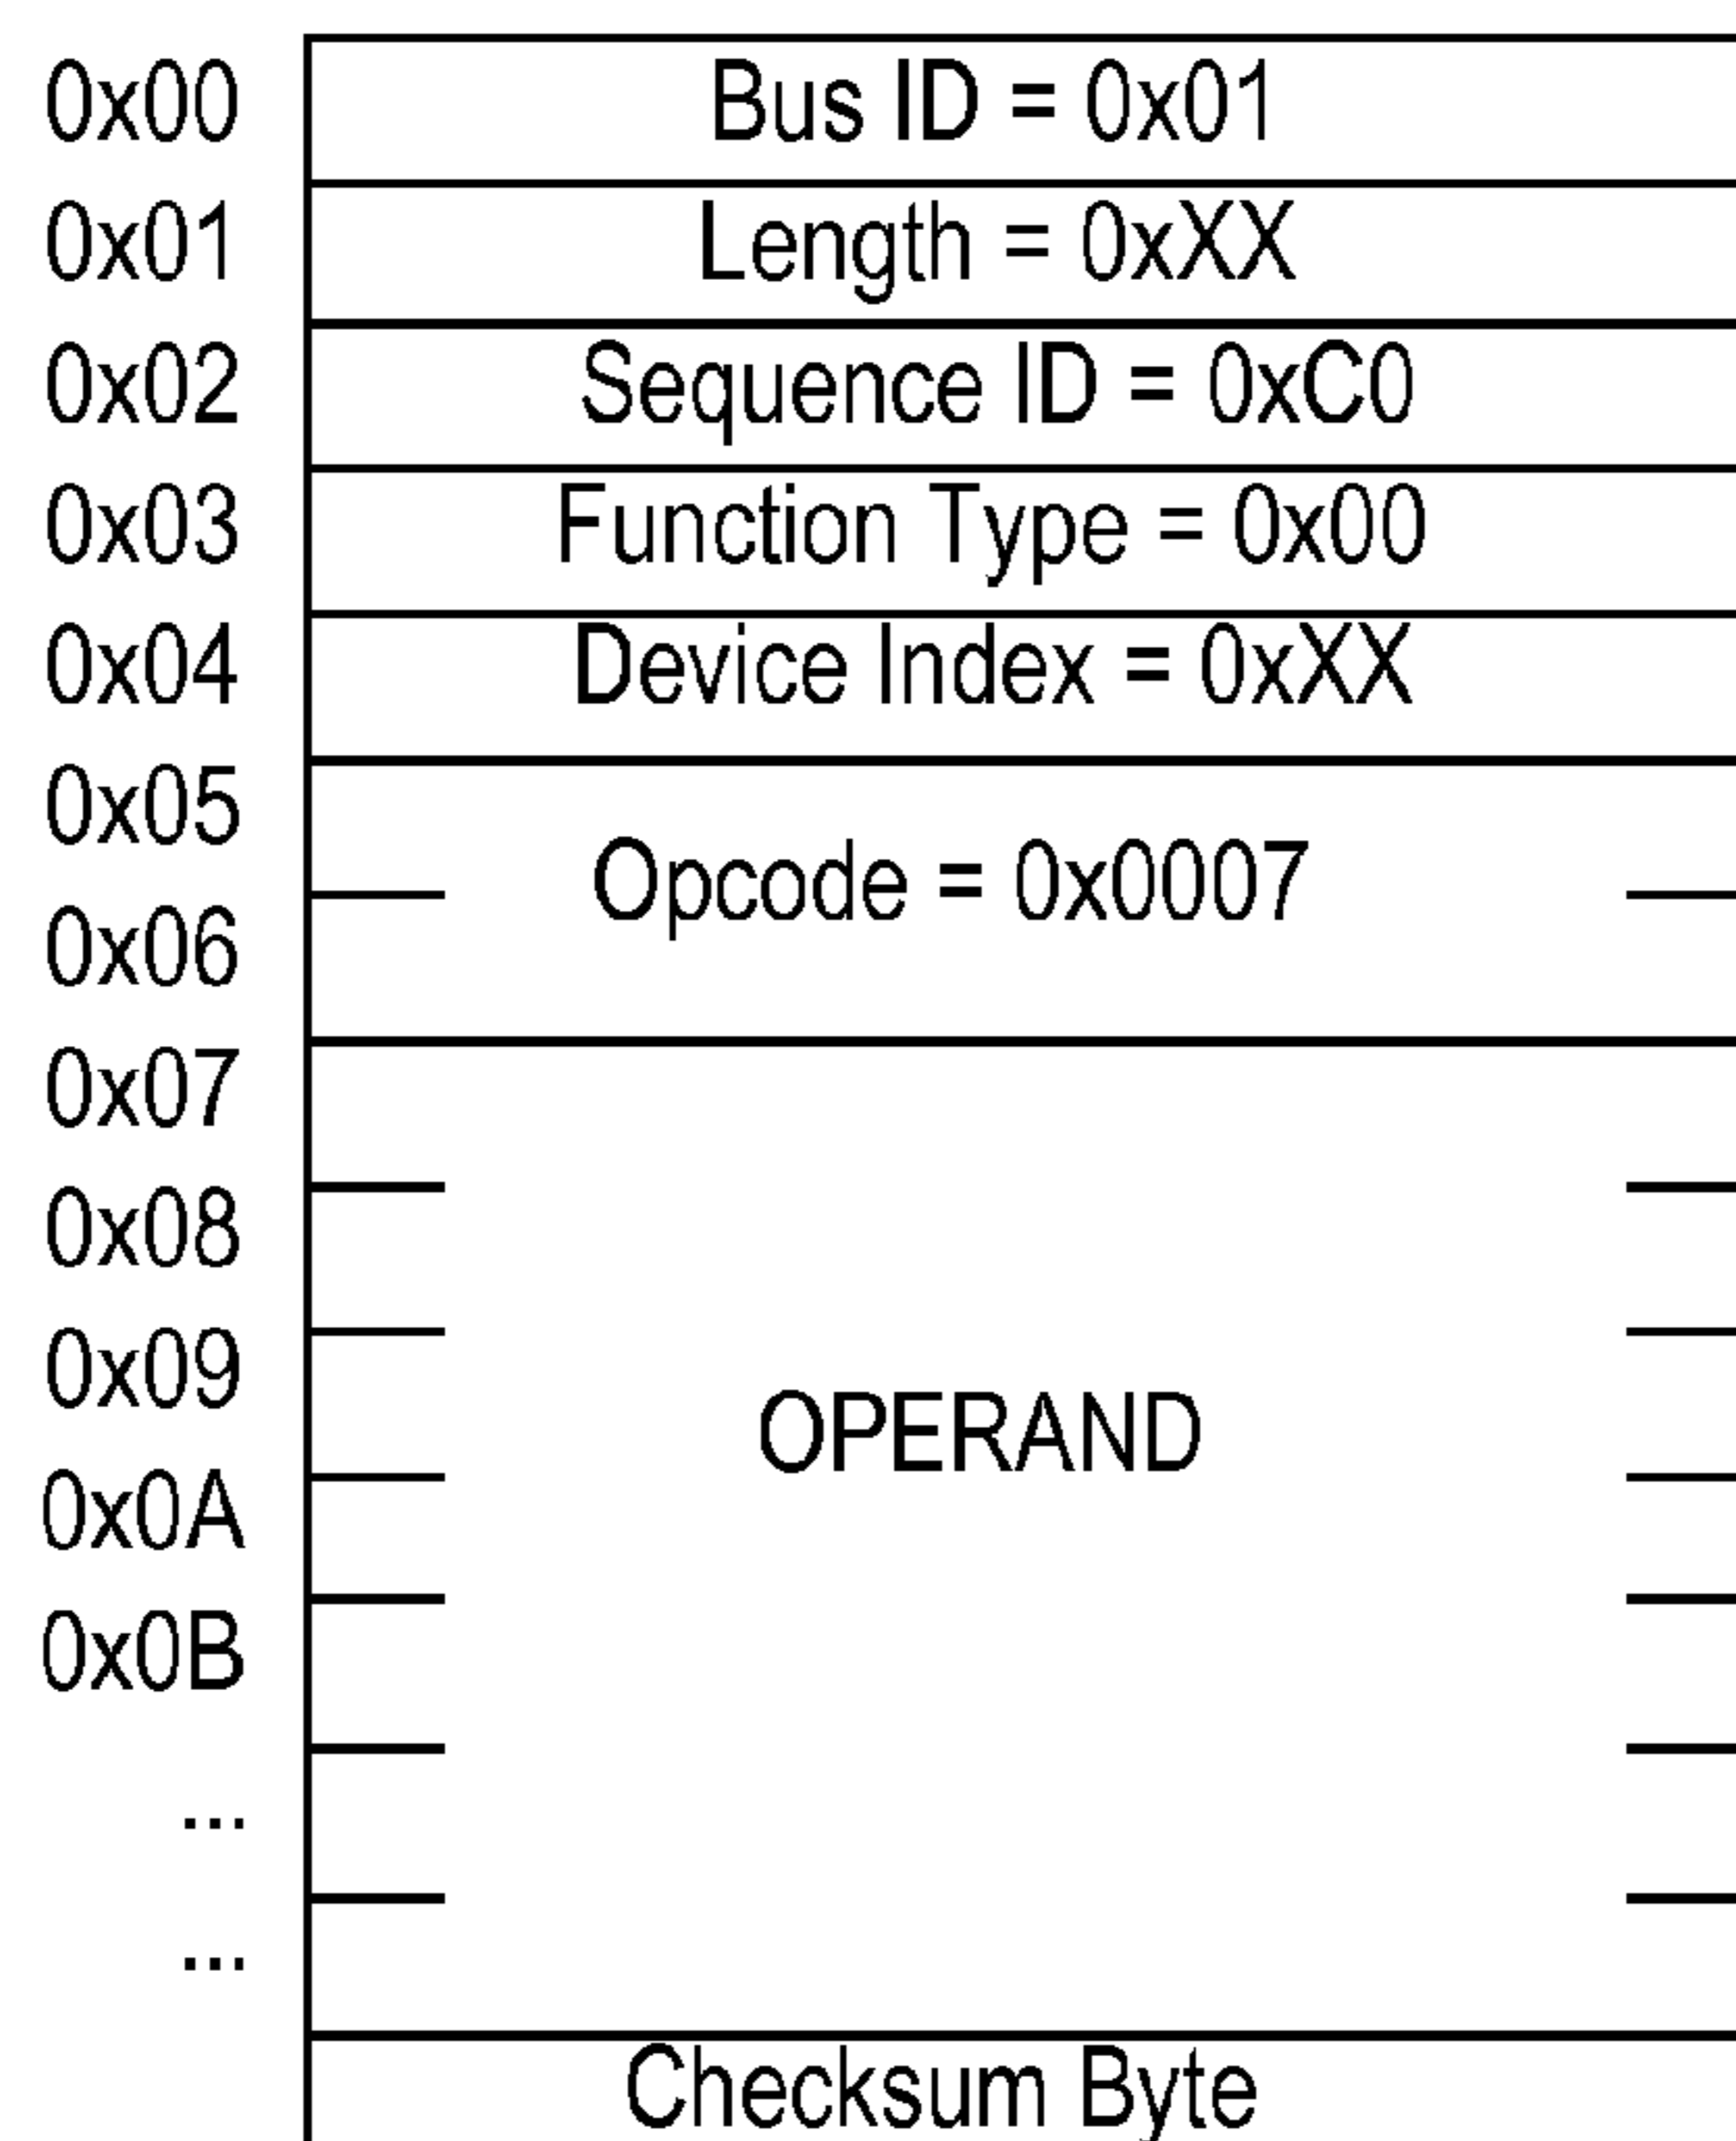 0x00 Bus ID = 0x01
0x01 Length = 0xXX
0x02 Sequence ID = 0xC0
0x03 Function Type = 0x00
0x04 Device Index = 0xXX
0x05
Opcode = 0x0007
0x06
0x07
0x08
0x09
OPERAND
0x0A
0x0B
...
...
Checksum Byte